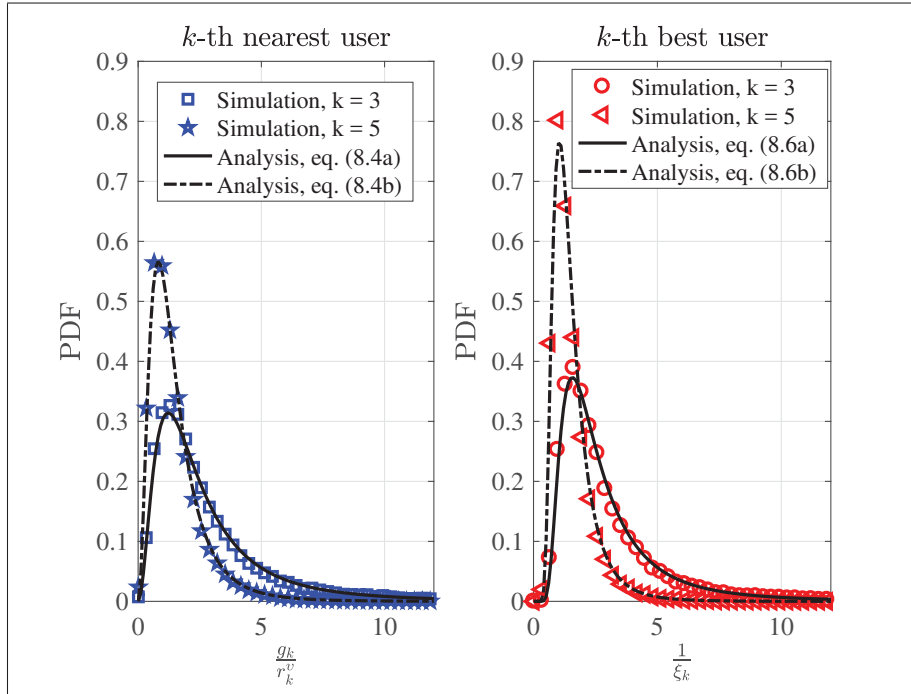 k-th nearest user
0.9
0.8
0.7
0.6
0.5
0.4
0.3
0.2
0.1
0
PDF
Simulation, k = 3
Simulation, k = 5
Analysis, eq. (8.4a)
Analysis, eq. (8.4b)
0 5 10
g_k / r_k^υ
k-th best user
0.9
0.8
0.7
0.6
0.5
0.4
0.3
0.2
0.1
0
PDF
Simulation, k = 3
Simulation, k = 5
Analysis, eq. (8.6a)
Analysis, eq. (8.6b)
0 5 10
1 / ξ_k